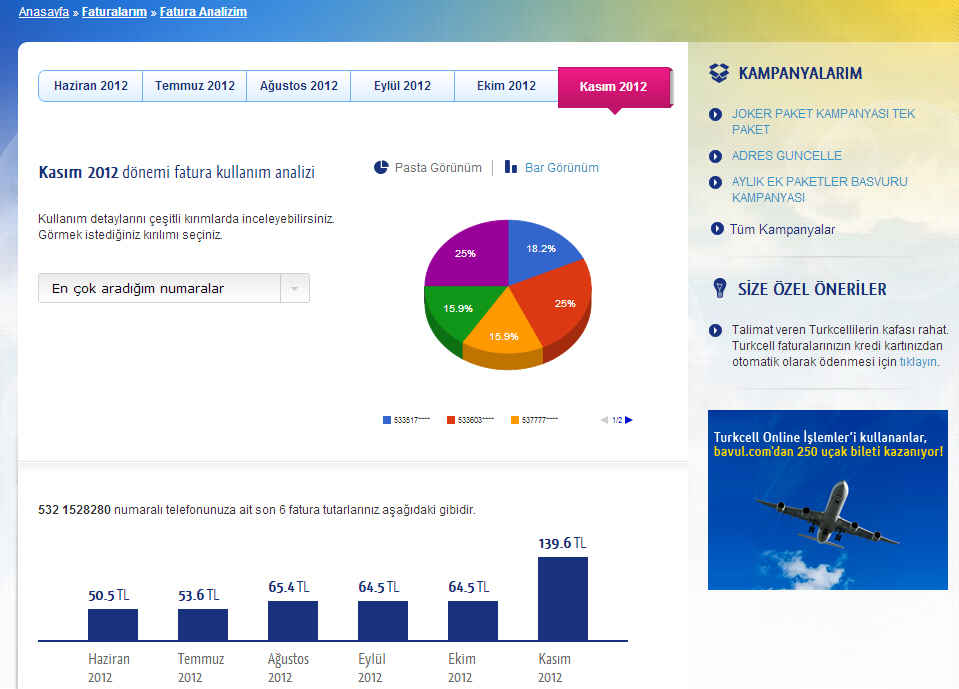 Anasayfa » Faturalarım » Fatura Analizim
Haziran 2012
Temmuz 2012
Ağustos 2012
Eylül 2012
Ekim 2012
Kasım 2012
Kasım 2012 dönemi fatura kullanım analizi
Pasta Görünüm
Bar Görünüm
Kullanım detaylarını çeşitli kırımlarda inceleyebilirsiniz.
Görmek istediğiniz kırılımı seçiniz.
En çok aradığım numaralar
25%
18.2%
25%
15.9%
15.9%
533517****
533603****
537777****
1/2
532 1528280 numaralı telefonunuza ait son 6 fatura tutarlarınız aşağıdaki gibidir.
50.5 TL
53.6 TL
65.4 TL
64.5 TL
64.5 TL
139.6 TL
Haziran
2012
Temmuz
2012
Ağustos
2012
Eylül
2012
Ekim
2012
Kasım
2012
KAMPANYALARIM
JOKER PAKET KAMPANYASI TEK
PAKET
ADRES GUNCELLE
AYLIK EK PAKETLER BASVURU
KAMPANYASI
Tüm Kampanyalar
SİZE ÖZEL ÖNERİLER
Talimat veren Turkcellilerin kafası rahat.
Turkcell faturalarınızın kredi kartınızdan
otomatik olarak ödenmesi için tıklayın.
Turkcell Online İşlemler'i kullananlar,
bavul.com'dan 250 uçak bileti kazanıyor!